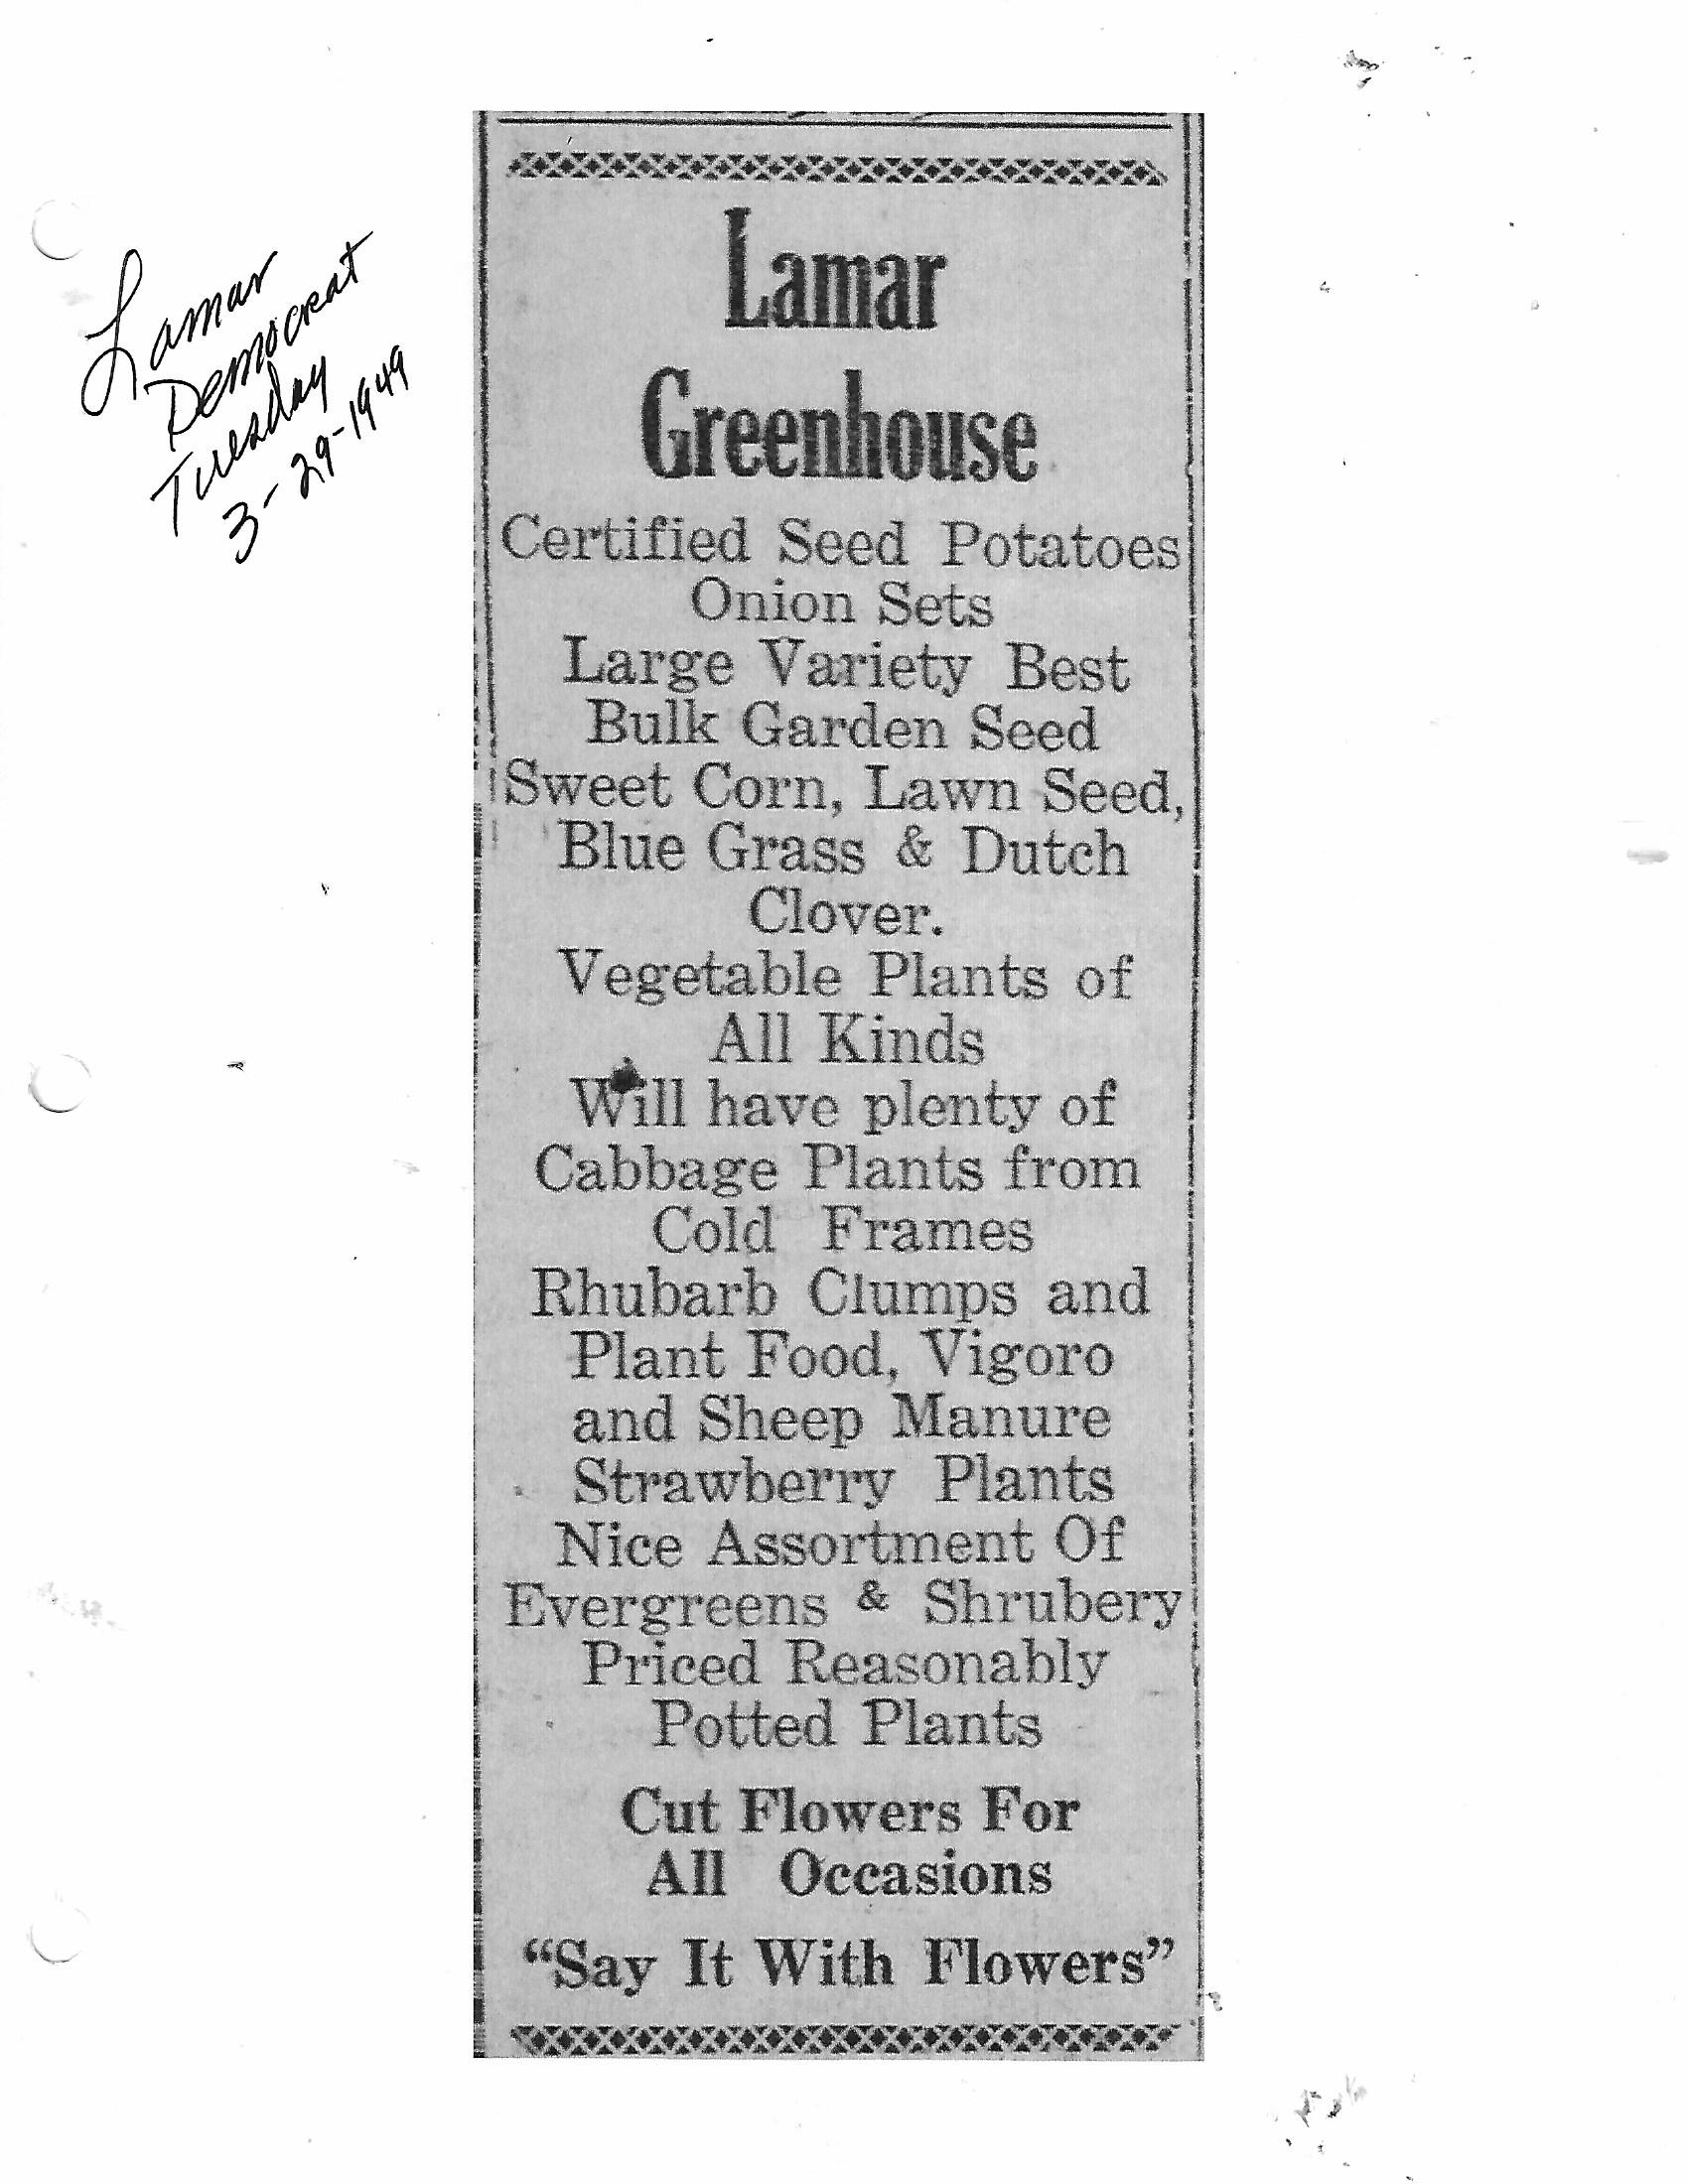 Lamar
Democrat
Tuesday
3-29-1949
Lamar
Greenhouse
Certified Seed Potatoes
Onion Sets
Large Variety Best
Bulk Garden Seed
Sweet Corn, Lawn Seed,
Blue Grass & Dutch
Clover.
Vegetable Plants of
All Kinds
Will have plenty of
Cabbage Plants from
Cold Frames
Rhubarb Clumps and
Plant Food, Vigoro
and Sheep Manure
Strawberry Plants
Nice Assortment Of
Evergreens & Shrubery
Priced Reasonably
Potted Plants
Cut Flowers For
All Occasions
“Say It With Flowers”